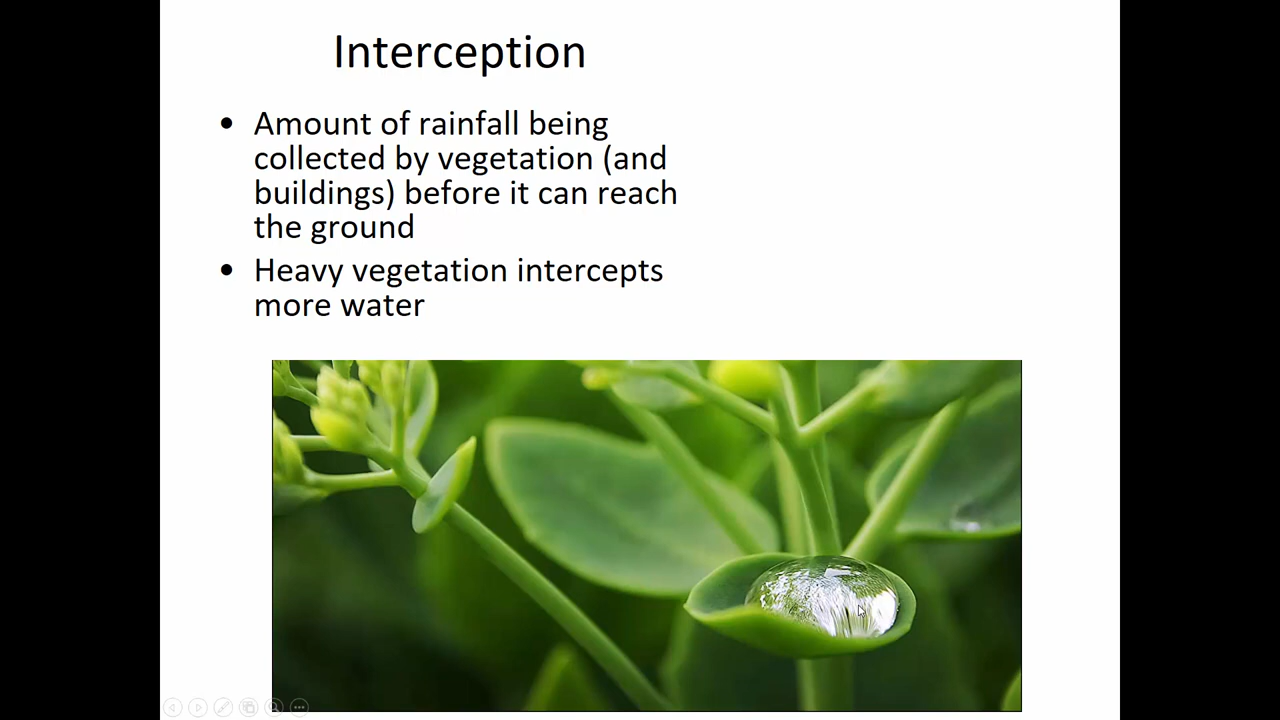 Interception
• Amount of rainfall being
collected by vegetation (and
buildings) before it can reach
the ground
• Heavy vegetation intercepts
more water